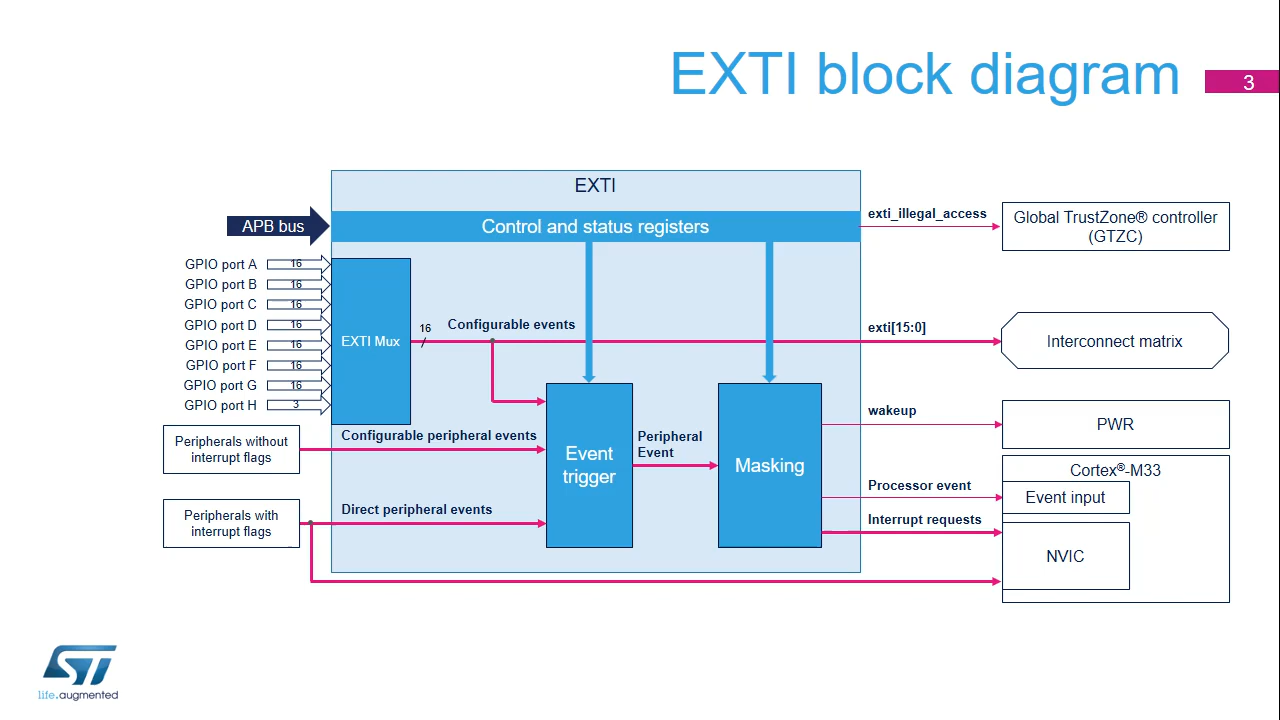 EXTI block diagram
3
EXTI
APB bus
Control and status registers
exti_illegal_access
Global TrustZone® controller
(GTZC)
GPIO port A
16
GPIO port B
16
GPIO port C
16
GPIO port D
16
GPIO port E
16
GPIO port F
16
GPIO port G
16
GPIO port H
3
EXTI Mux
16
Configurable events
exti[15:0]
Interconnect matrix
Peripherals without
interrupt flags
Configurable peripheral events
Event
trigger
Peripheral
Event
Masking
wakeup
PWR
Peripherals with
interrupt flags
Direct peripheral events
Processor event
Interrupt requests
Cortex®-M33
Event input
NVIC
ST
life.augmented